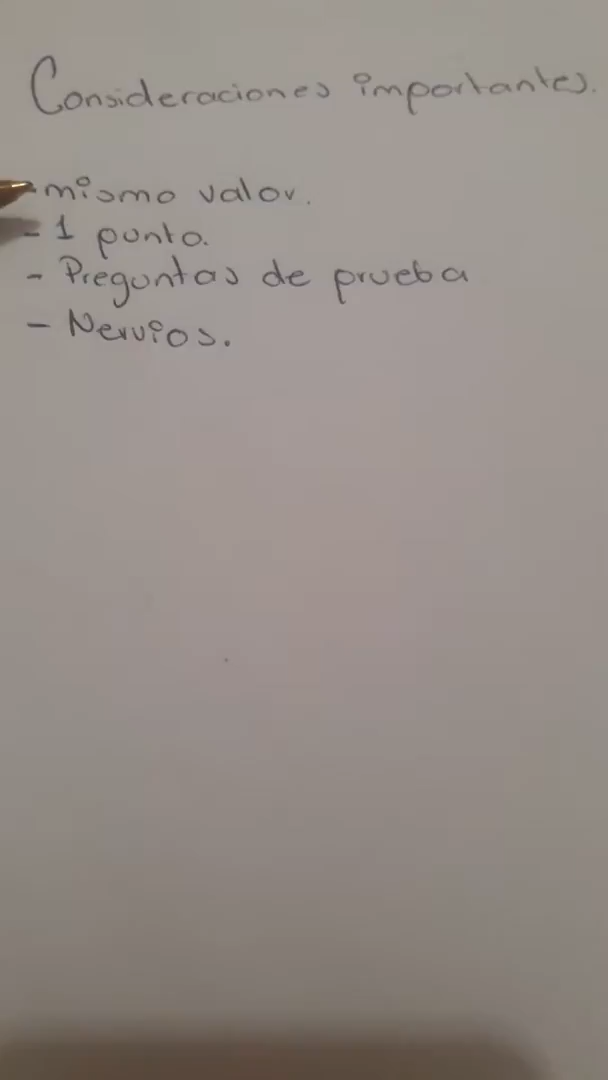 Consideraciones importantes.
- mismo valor.
- 1 punto.
- Preguntas de prueba
- Nervios.